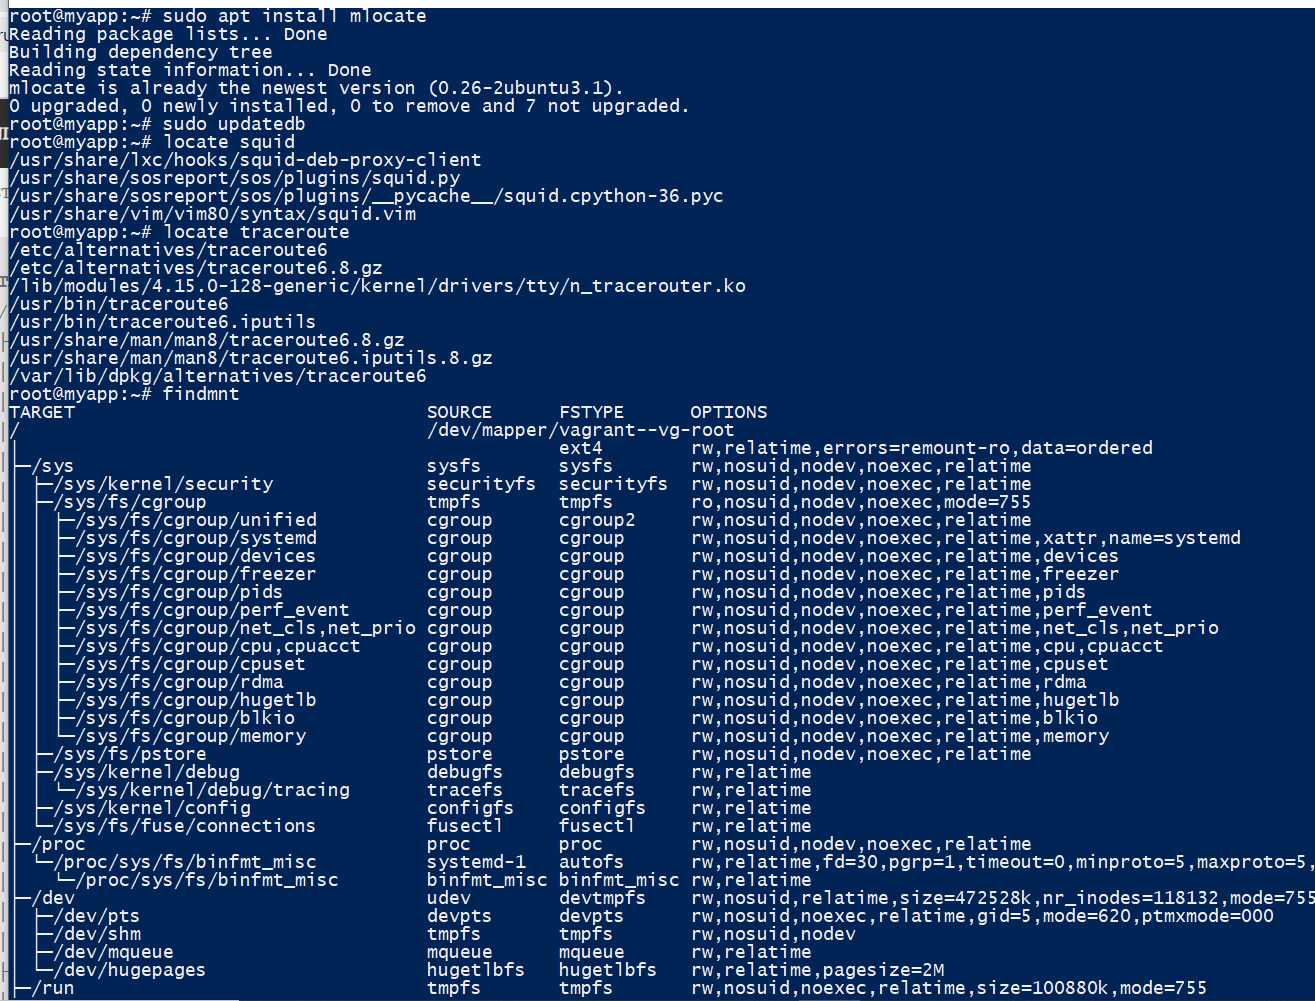 root@myapp:~# sudo apt install mlocate
Reading package lists... Done
Building dependency tree
Reading state information... Done
mlocate is already the newest version (0.26-2ubuntu3.1).
0 upgraded, 0 newly installed, 0 to remove and 7 not upgraded.
root@myapp:~# sudo updatedb
root@myapp:~# locate squid
/usr/share/lxc/hooks/squid-deb-proxy-client
/usr/share/sosreport/sos/plugins/squid.py
/usr/share/sosreport/sos/plugins/__pycache__/squid.cpython-36.pyc
/usr/share/vim/vim80/syntax/squid.vim
root@myapp:~# locate traceroute
/etc/alternatives/traceroute6
/etc/alternatives/traceroute6.8.gz
/lib/modules/4.15.0-128-generic/kernel/drivers/tty/n_tracerouter.ko
/usr/bin/traceroute6
/usr/bin/traceroute6.iputils
/usr/share/man/man8/traceroute6.8.gz
/usr/share/man/man8/traceroute6.iputils.8.gz
/var/lib/dpkg/alternatives/traceroute6
root@myapp:~# findmnt
TARGET SOURCE FSTYPE OPTIONS
/ /dev/mapper/vagrant--vg-root
│ ext4 rw,relatime,errors=remount-ro,data=ordered
├─/sys sysfs sysfs rw,nosuid,nodev,noexec,relatime
│ ├─/sys/kernel/security securityfs securityfs rw,nosuid,nodev,noexec,relatime
│ ├─/sys/fs/cgroup tmpfs tmpfs ro,nosuid,nodev,noexec,mode=755
│ │ ├─/sys/fs/cgroup/unified cgroup cgroup2 rw,nosuid,nodev,noexec,relatime
│ │ ├─/sys/fs/cgroup/systemd cgroup cgroup rw,nosuid,nodev,noexec,relatime,xattr,name=systemd
│ │ ├─/sys/fs/cgroup/devices cgroup cgroup rw,nosuid,nodev,noexec,relatime,devices
│ │ ├─/sys/fs/cgroup/freezer cgroup cgroup rw,nosuid,nodev,noexec,relatime,freezer
│ │ ├─/sys/fs/cgroup/pids cgroup cgroup rw,nosuid,nodev,noexec,relatime,pids
│ │ ├─/sys/fs/cgroup/perf_event cgroup cgroup rw,nosuid,nodev,noexec,relatime,perf_event
│ │ ├─/sys/fs/cgroup/net_cls,net_prio cgroup cgroup rw,nosuid,nodev,noexec,relatime,net_cls,net_prio
│ │ ├─/sys/fs/cgroup/cpu,cpuacct cgroup cgroup rw,nosuid,nodev,noexec,relatime,cpu,cpuacct
│ │ ├─/sys/fs/cgroup/cpuset cgroup cgroup rw,nosuid,nodev,noexec,relatime,cpuset
│ │ ├─/sys/fs/cgroup/rdma cgroup cgroup rw,nosuid,nodev,noexec,relatime,rdma
│ │ ├─/sys/fs/cgroup/hugetlb cgroup cgroup rw,nosuid,nodev,noexec,relatime,hugetlb
│ │ ├─/sys/fs/cgroup/blkio cgroup cgroup rw,nosuid,nodev,noexec,relatime,blkio
│ │ └─/sys/fs/cgroup/memory cgroup cgroup rw,nosuid,nodev,noexec,relatime,memory
│ ├─/sys/fs/pstore pstore pstore rw,nosuid,nodev,noexec,relatime
│ ├─/sys/kernel/debug debugfs debugfs rw,relatime
│ │ └─/sys/kernel/debug/tracing tracefs tracefs rw,relatime
│ ├─/sys/kernel/config configfs configfs rw,relatime
│ └─/sys/fs/fuse/connections fusectl fusectl rw,relatime
├─/proc proc proc rw,nosuid,nodev,noexec,relatime
│ └─/proc/sys/fs/binfmt_misc systemd-1 autofs rw,relatime,fd=30,pgrp=1,timeout=0,minproto=5,maxproto=5,
│ └─/proc/sys/fs/binfmt_misc binfmt_misc binfmt_misc rw,relatime
├─/dev udev devtmpfs rw,nosuid,relatime,size=472528k,nr_inodes=118132,mode=755
│ ├─/dev/pts devpts devpts rw,nosuid,noexec,relatime,gid=5,mode=620,ptmxmode=000
│ ├─/dev/shm tmpfs tmpfs rw,nosuid,nodev
│ ├─/dev/mqueue mqueue mqueue rw,relatime
│ └─/dev/hugepages hugetlbfs hugetlbfs rw,relatime,pagesize=2M
├─/run tmpfs tmpfs rw,nosuid,noexec,relatime,size=100880k,mode=755